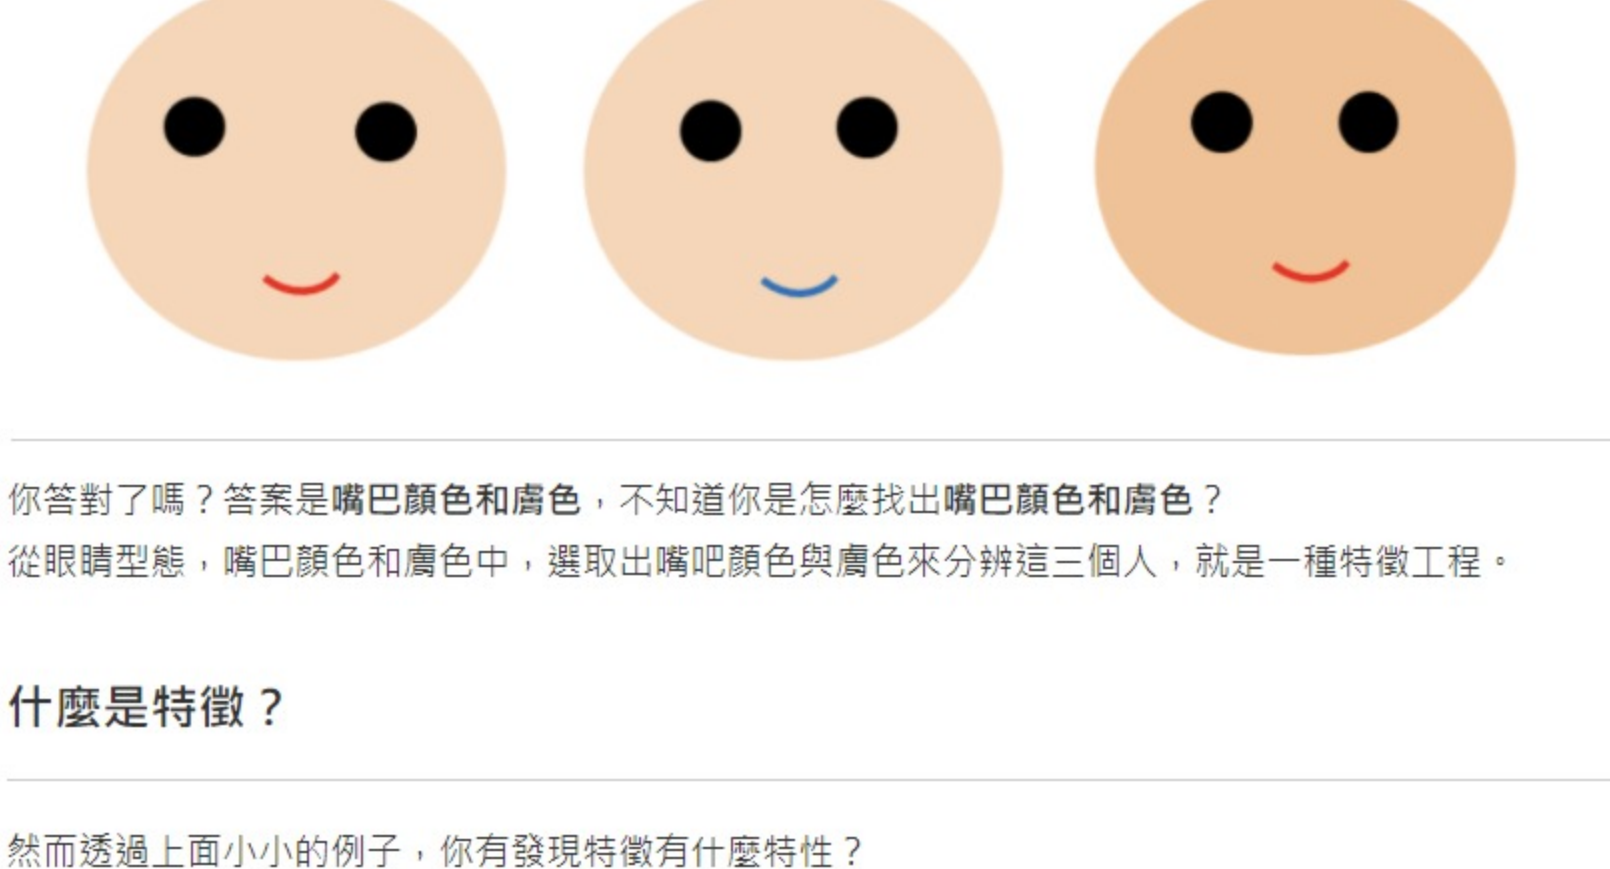 你答對了嗎？答案是嘴巴顏色和膚色，不知道你是怎麼找出嘴巴顏色和膚色？
從眼睛型態，嘴巴顏色和膚色中，選取出嘴吧顏色與膚色來分辨這三個人，就是一種特徵工程。
什麼是特徵？
然而透過上面小小的例子，你有發現特徵有什麼特性？